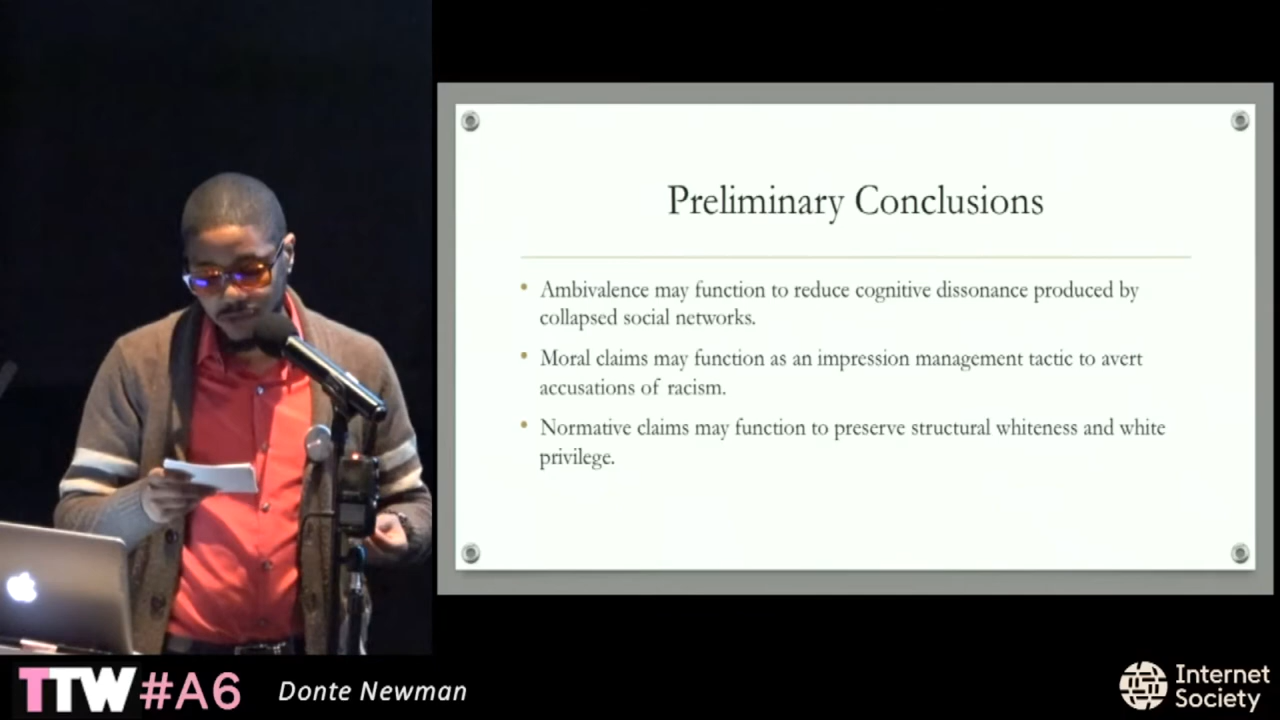 Preliminary Conclusions
• Ambivalence may function to reduce cognitive dissonance produced by
collapsed social networks.
• Moral claims may function as an impression management tactic to avert
accusations of racism.
• Normative claims may function to preserve structural whiteness and white
privilege.
TTW#A6
Donte Newman
Internet
Society